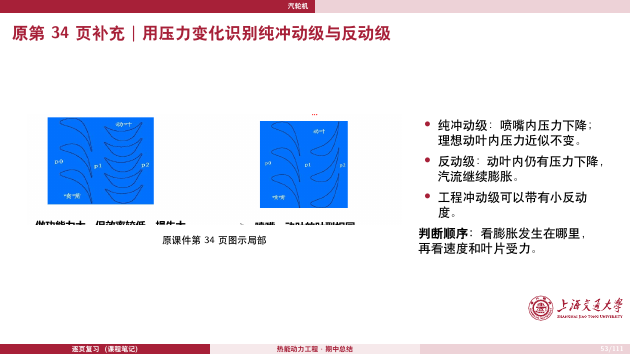 汽轮机
原第 34 页补充｜用压力变化识别纯冲动级与反动级
动叶
p0
p1
p2
喷嘴
动叶
p0
p1
p2
喷嘴
原课件第 34 页图示局部
• 纯冲动级：喷嘴内压力下降；
理想动叶内压力近似不变。
• 反动级：动叶内仍有压力下降，
汽流继续膨胀。
• 工程冲动级可以带有小反动
度。
判断顺序：看膨胀发生在哪里，
再看速度和叶片受力。
上海交通大学
SHANGHAI JIAO TONG UNIVERSITY
逐页复习（课程笔记）
热能动力工程 · 期中总结
53/111